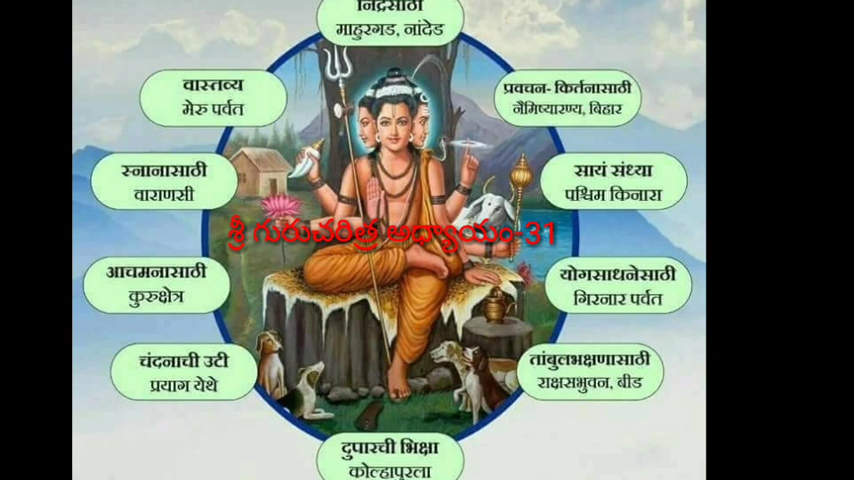 निद्रेसाठी
माहुरगड, नांदेड
वास्तव्य
मेरु पर्वत
प्रवचन- किर्तनासाठी
नैमिष्यारण्य, बिहार
स्नानासाठी
वाराणसी
सायं संध्या
पश्चिम किनारा
శ్రీ గురుచరిత్ర అధ్యాయం-31
आचमनासाठी
कुरुक्षेत्र
योगसाधनेसाठी
गिरनार पर्वत
चंदनाची उटी
प्रयाग येथे
तांबुलभक्षणासाठी
राक्षसभुवन, बीड
दुपारची भिक्षा
कोल्हापुरला